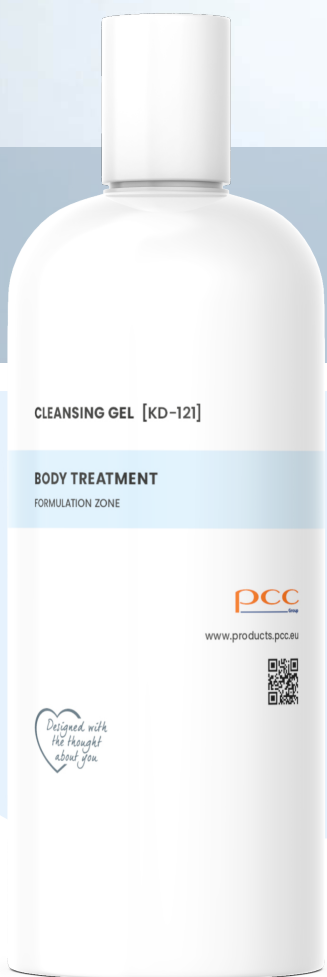 CLEANSING GEL [KD-121]
BODY TREATMENT
FORMULATION ZONE
pcc
Group
www.products.pcc.eu
Designed with
the thought
about you